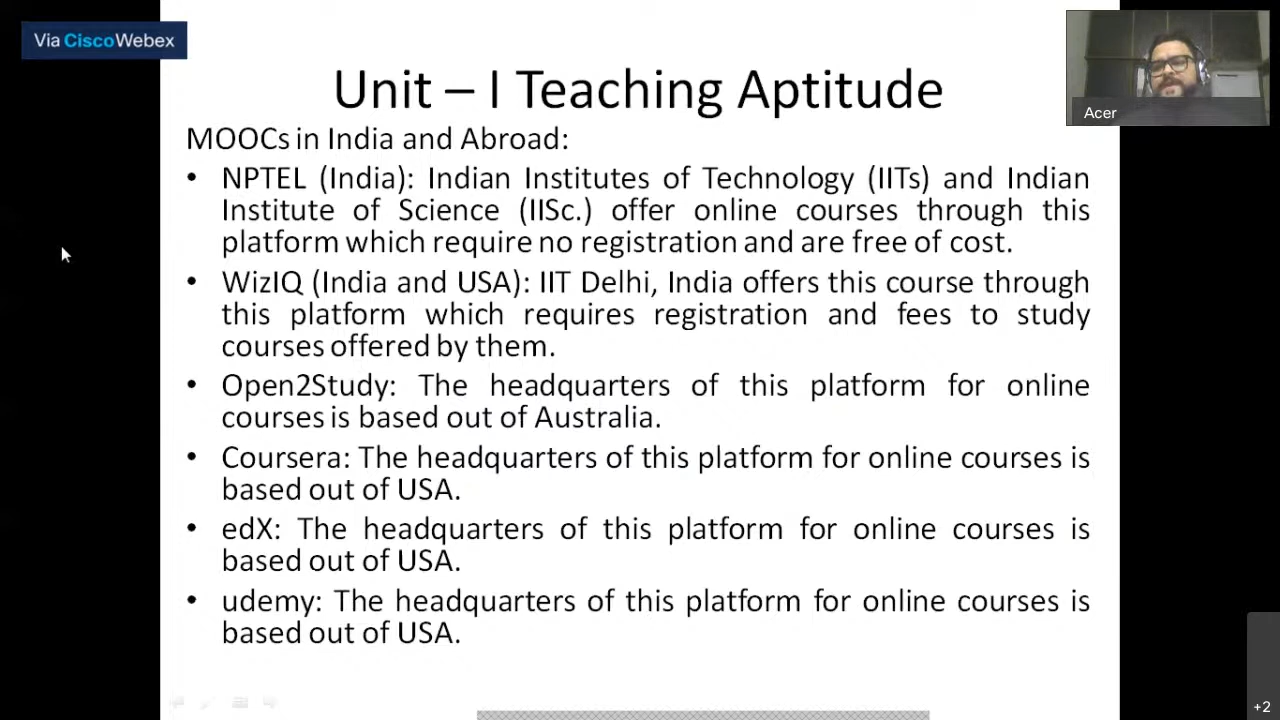 Via CiscoWebex
Acer
Unit – I Teaching Aptitude
MOOCs in India and Abroad:
• NPTEL (India): Indian Institutes of Technology (IITs) and Indian
Institute of Science (IISc.) offer online courses through this
platform which require no registration and are free of cost.
• WizIQ (India and USA): IIT Delhi, India offers this course through
this platform which requires registration and fees to study
courses offered by them.
• Open2Study: The headquarters of this platform for online
courses is based out of Australia.
• Coursera: The headquarters of this platform for online courses is
based out of USA.
• edX: The headquarters of this platform for online courses is
based out of USA.
• udemy: The headquarters of this platform for online courses is
based out of USA.
+2